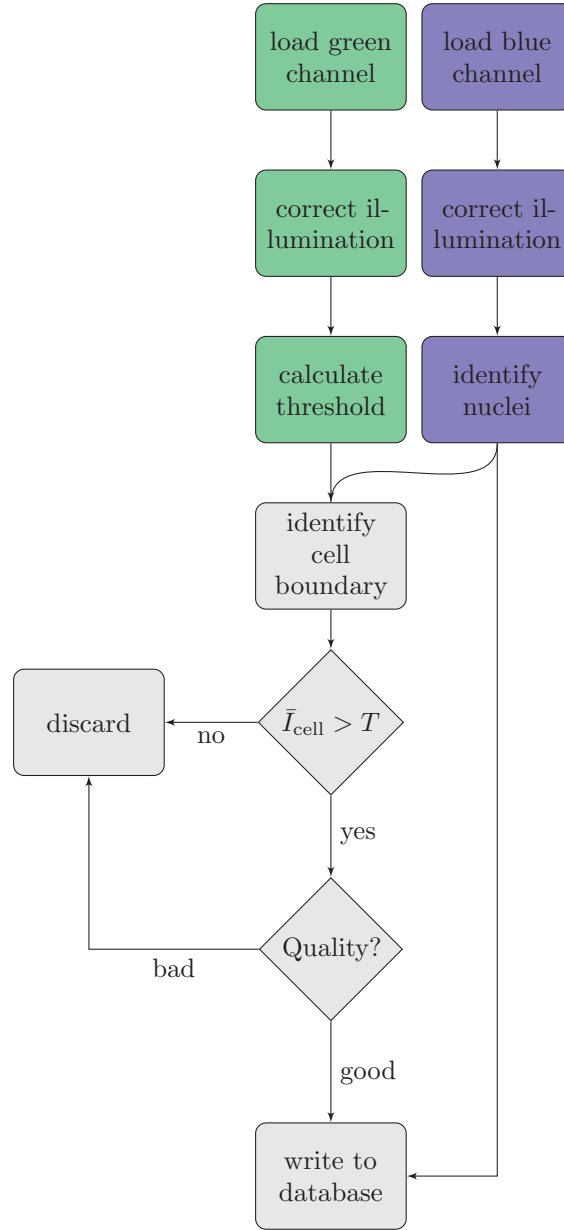 load green
channel
load blue
channel
correct il-
lumination
correct il-
lumination
calculate
threshold
identify
nuclei
identify
cell
boundary
discard
no
Īcell > T
yes
Quality?
bad
good
write to
database